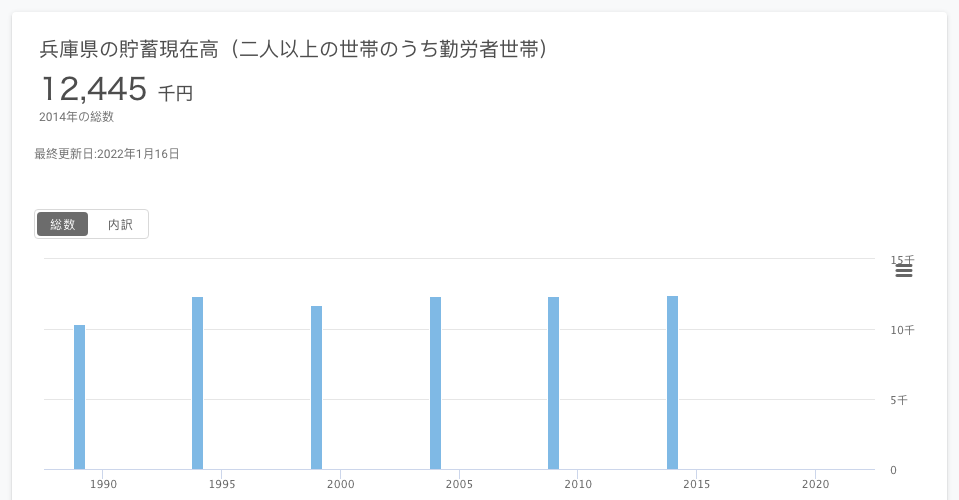 兵庫県の貯蓄現在高（二人以上の世帯のうち勤労者世帯）
12,445 千円
2014年の総数
最終更新日:2022年1月16日
総数 内訳
15千
10千
5千
0
1990 1995 2000 2005 2010 2015 2020